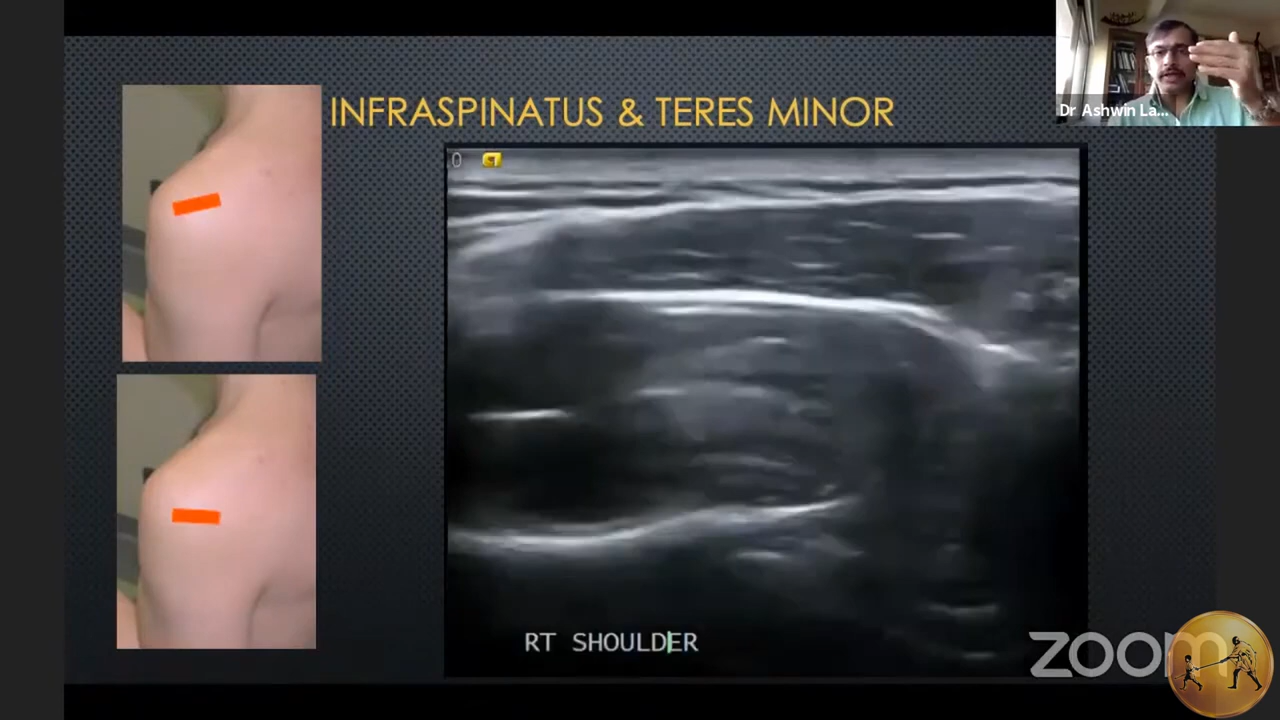 Dr Ashwin La...
INFRASPINATUS & TERES MINOR
.0
RT SHOULDER
zoom